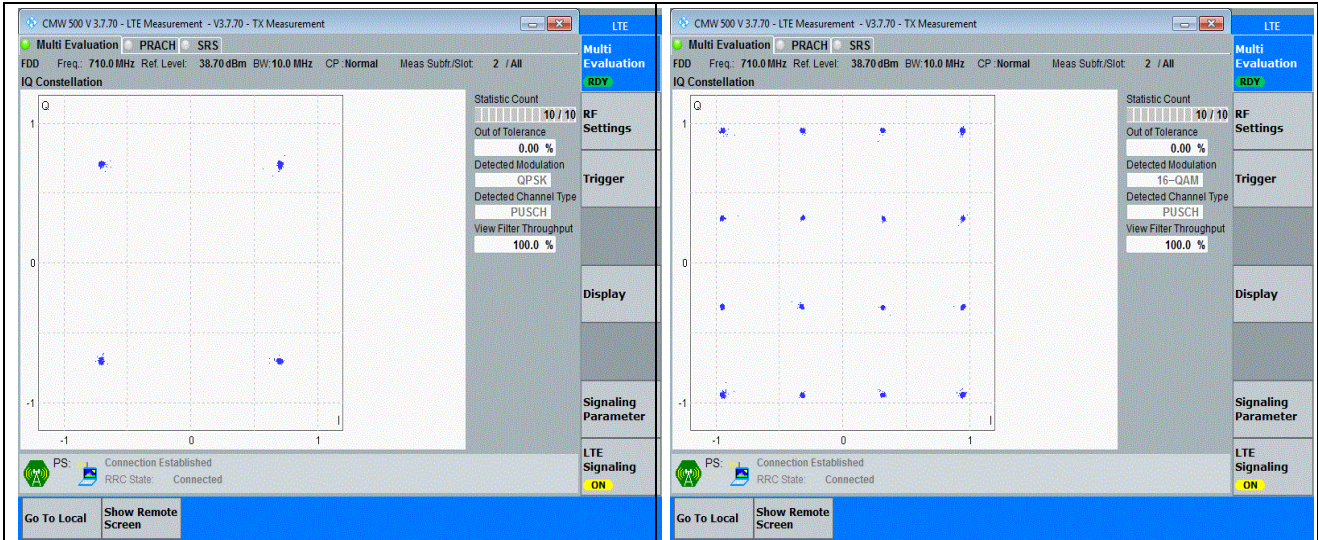 CMW 500 V 3.7.70 - LTE Measurement - V3.7.70 - TX Measurement
LTE
Multi Evaluation PRACH SRS
Multi
Evaluation
RDY
FDD Freq.: 710.0 MHz Ref. Level: 38.70 dBm BW: 10.0 MHz CP :Normal Meas Subfr./Slot: 2 / All
IQ Constellation
Q
1
0
-1
-1
0
1
I
Statistic Count
10 / 10
Out of Tolerance
0.00 %
Detected Modulation
QPSK
Detected Channel Type
PUSCH
View Filter Throughput
100.0 %
RF
Settings
Trigger
Display
Signaling
Parameter
LTE
Signaling
ON
PS: Connection Established
RRC State: Connected
Go To Local
Show Remote
Screen
CMW 500 V 3.7.70 - LTE Measurement - V3.7.70 - TX Measurement
LTE
Multi Evaluation PRACH SRS
Multi
Evaluation
RDY
FDD Freq.: 710.0 MHz Ref. Level: 38.70 dBm BW: 10.0 MHz CP :Normal Meas Subfr./Slot: 2 / All
IQ Constellation
Q
1
0
-1
-1
0
1
I
Statistic Count
10 / 10
Out of Tolerance
0.00 %
Detected Modulation
16-QAM
Detected Channel Type
PUSCH
View Filter Throughput
100.0 %
RF
Settings
Trigger
Display
Signaling
Parameter
LTE
Signaling
ON
PS: Connection Established
RRC State: Connected
Go To Local
Show Remote
Screen